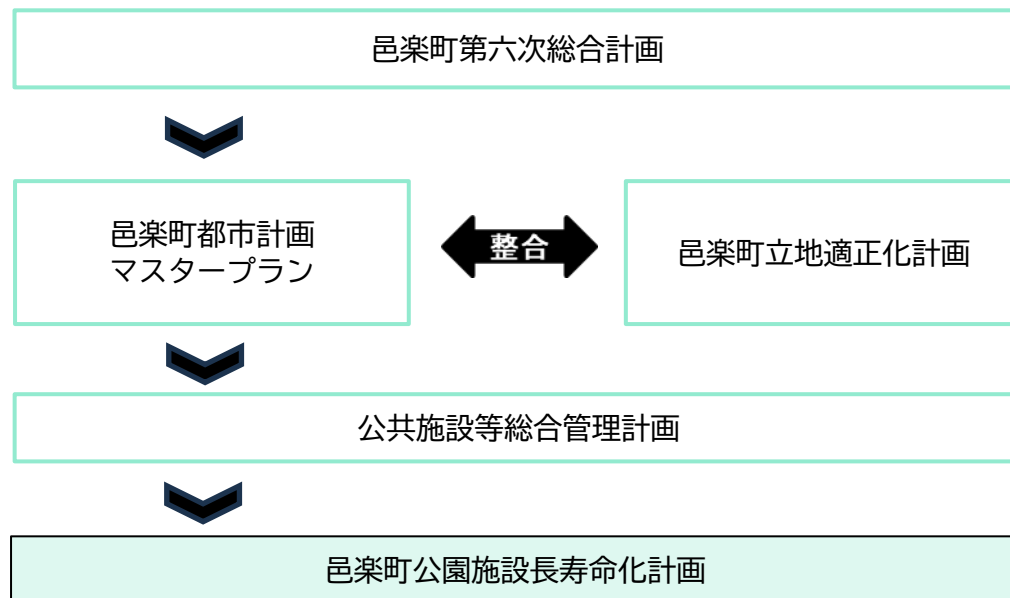 邑楽町第六次総合計画
邑楽町都市計画
マスタープラン
整合
邑楽町立地適正化計画
公共施設等総合管理計画
邑楽町公園施設長寿命化計画